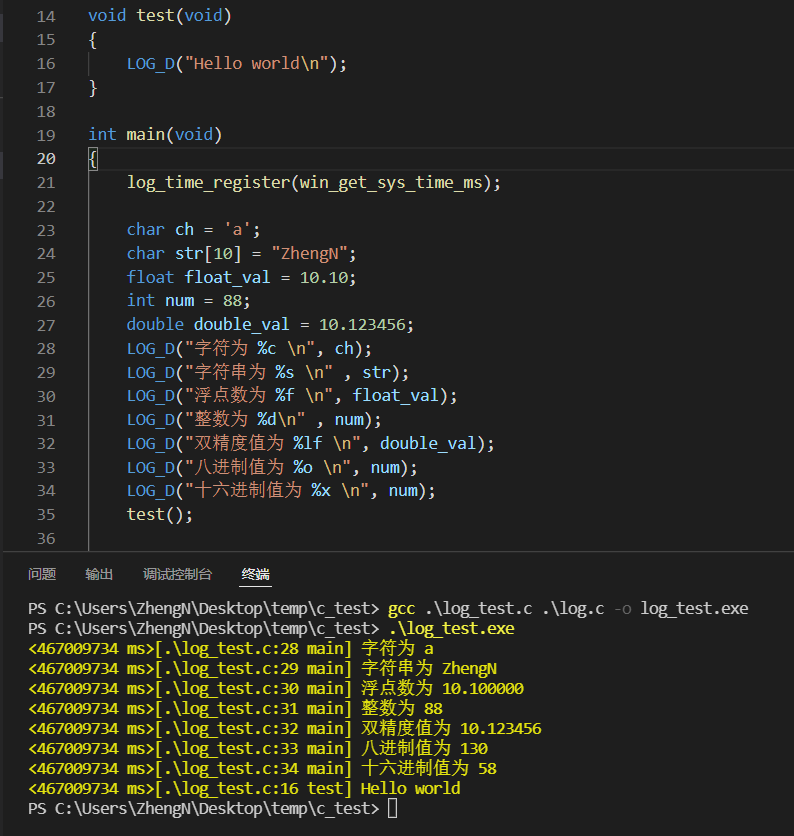 14 void test(void)
15 {
16     LOG_D("Hello world\n");
17 }
18
19 int main(void)
20 {
21     log_time_register(win_get_sys_time_ms);
22
23     char ch = 'a';
24     char str[10] = "ZhengN";
25     float float_val = 10.10;
26     int num = 88;
27     double double_val = 10.123456;
28     LOG_D("字符为 %c \n", ch);
29     LOG_D("字符串为 %s \n" , str);
30     LOG_D("浮点数为 %f \n", float_val);
31     LOG_D("整数为 %d\n" , num);
32     LOG_D("双精度值为 %lf \n", double_val);
33     LOG_D("八进制值为 %o \n", num);
34     LOG_D("十六进制值为 %x \n", num);
35     test();
36
问题 输出 调试控制台 终端
PS C:\Users\ZhengN\Desktop\temp\c_test> gcc .\log_test.c .\log.c -o log_test.exe
PS C:\Users\ZhengN\Desktop\temp\c_test> .\log_test.exe
<467009734 ms>[.\log_test.c:28 main] 字符为 a
<467009734 ms>[.\log_test.c:29 main] 字符串为 ZhengN
<467009734 ms>[.\log_test.c:30 main] 浮点数为 10.100000
<467009734 ms>[.\log_test.c:31 main] 整数为 88
<467009734 ms>[.\log_test.c:32 main] 双精度值为 10.123456
<467009734 ms>[.\log_test.c:33 main] 八进制值为 130
<467009734 ms>[.\log_test.c:34 main] 十六进制值为 58
<467009734 ms>[.\log_test.c:16 test] Hello world
PS C:\Users\ZhengN\Desktop\temp\c_test>